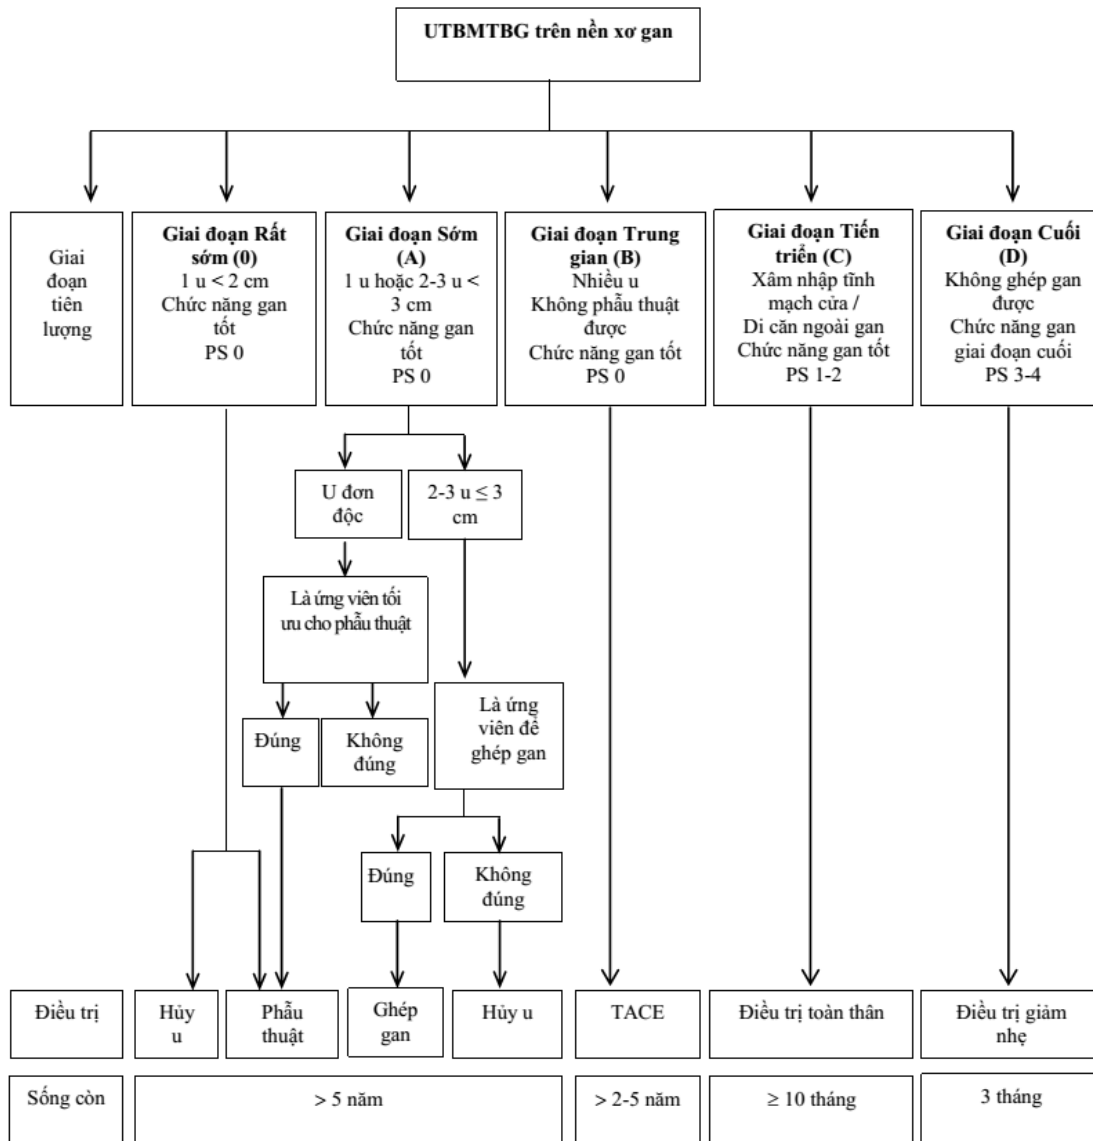 UTBMTBG trên nền xơ gan
Giai
đoạn
tiên
lượng
Giai đoạn Rất
sớm (0)
1 u < 2 cm
Chức năng gan
tốt
PS 0
Giai đoạn Sớm
(A)
1 u hoặc 2-3 u <
3 cm
Chức năng gan
tốt
PS 0
Giai đoạn Trung
gian (B)
Nhiều u
Không phẫu thuật
được
Chức năng gan tốt
PS 0
Giai đoạn Tiến
triển (C)
Xâm nhập tĩnh
mạch cửa /
Di căn ngoài gan
Chức năng gan tốt
PS 1-2
Giai đoạn Cuối
(D)
Không ghép gan
được
Chức năng gan
giai đoạn cuối
PS 3-4
U đơn
độc
2-3 u ≤ 3
cm
Là ứng viên tối
ưu cho phẫu thuật
Đúng
Không
đúng
Là ứng
viên để
ghép gan
Đúng
Không
đúng
Điều trị
Hủy
u
Phẫu
thuật
Ghép
gan
Hủy u
TACE
Điều trị toàn thân
Điều trị giảm
nhẹ
Sống còn
> 5 năm
> 2-5 năm
≥ 10 tháng
3 tháng